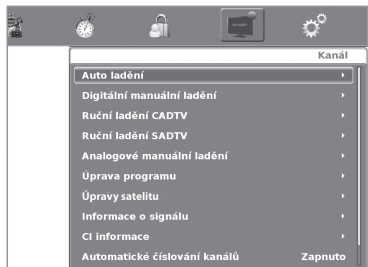 Kanál
Auto ladění
Digitální manuální ladění
Ruční ladění CADTV
Ruční ladění SADTV
Analogové manuální ladění
Úprava programu
Úpravy satelitu
Informace o signálu
CI informace
Automatické číslování kanálů Zapnuto